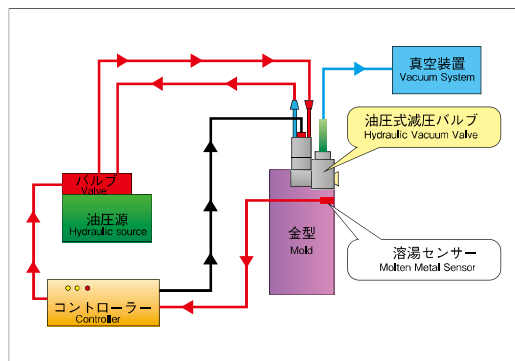 真空装置
Vacuum System
油圧式減圧バルブ
Hydraulic Vacuum Valve
バルブ
Valve
油圧源
Hydraulic source
金型
Mold
溶湯センサー
Molten Metal Sensor
コントローラー
Controller